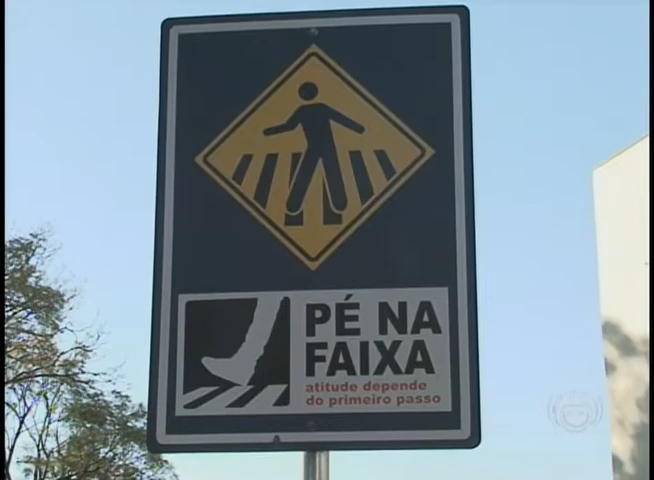 PÉ NA
FAIXA
atitude depende
do primeiro passo